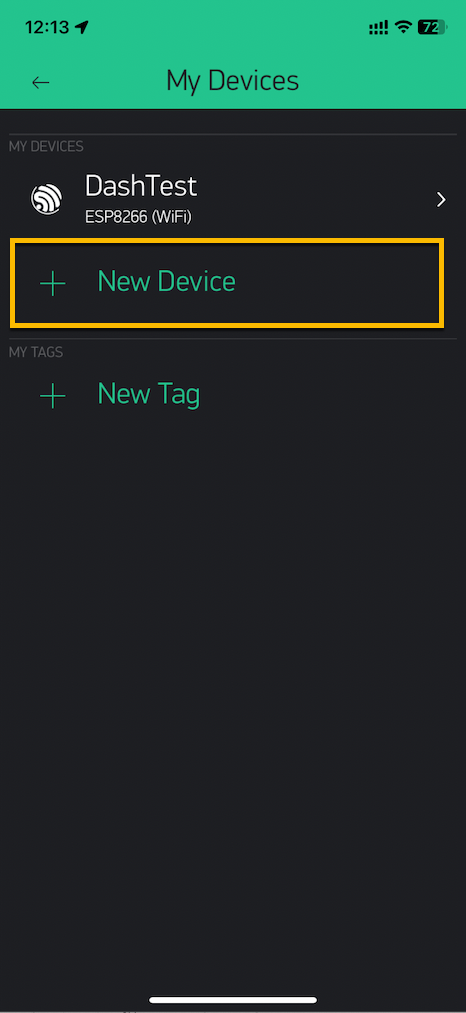 12:13
72
My Devices
MY DEVICES
DashTest
ESP8266 (WiFi)
New Device
MY TAGS
New Tag